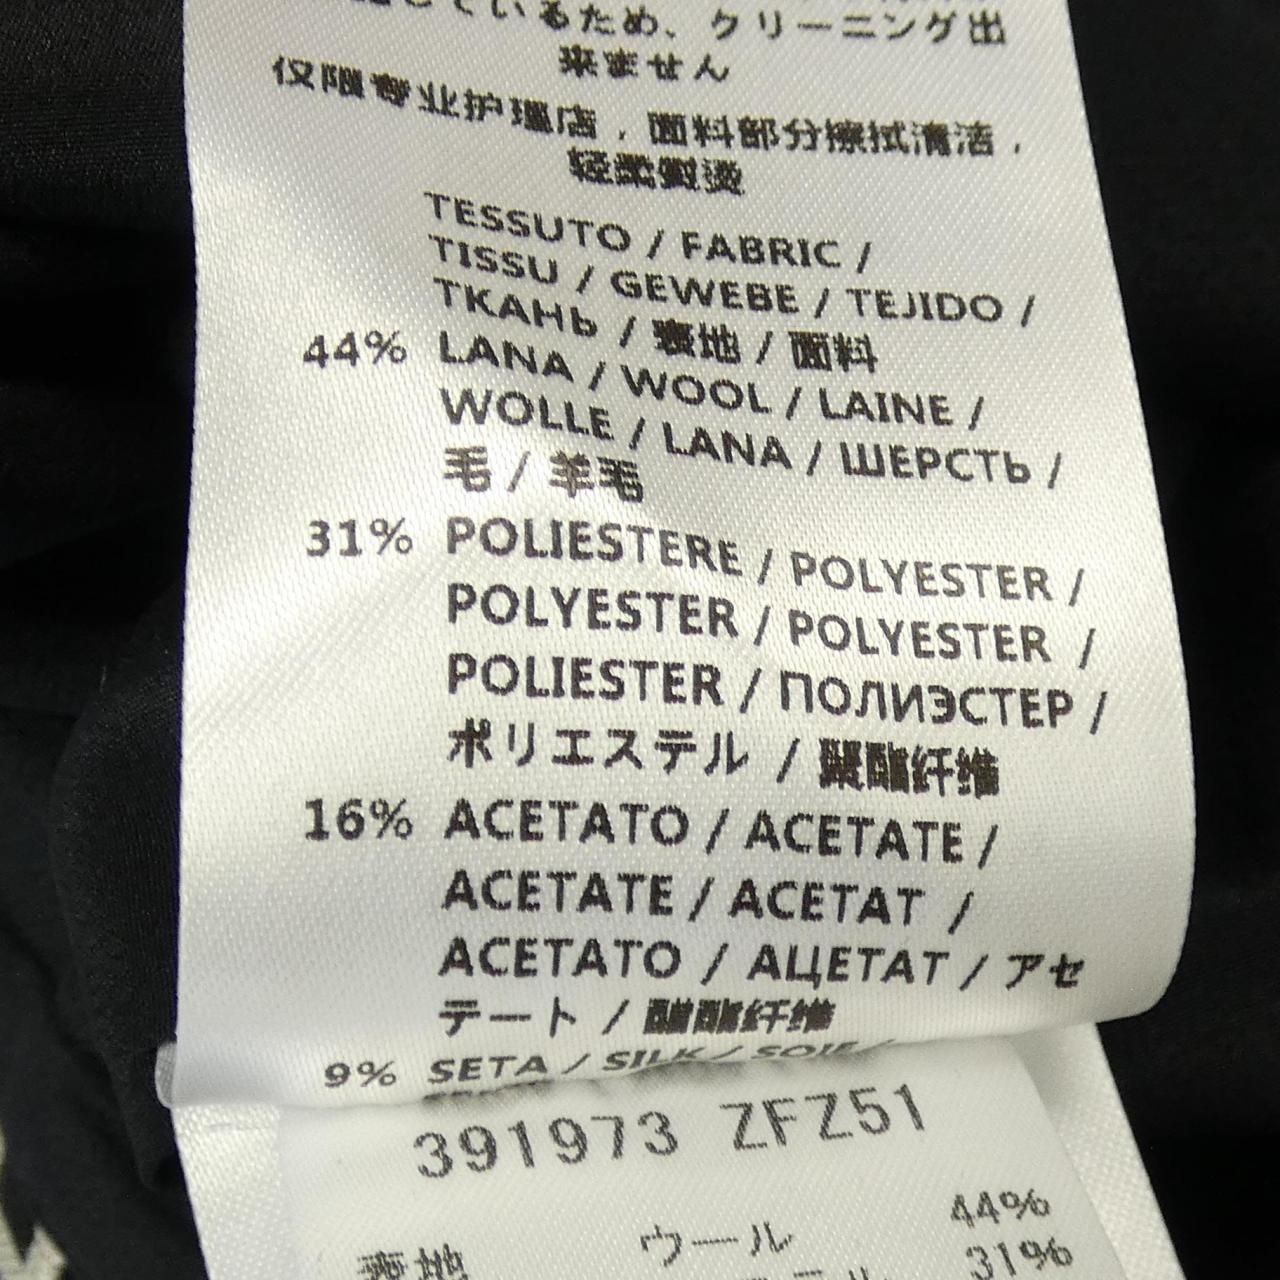 しているため、クリーニング出
来ません
仅限专业护理店，面料部分擦拭清洁，
轻柔熨烫
TESSUTO / FABRIC /
TISSU / GEWEBE / TEJIDO /
ТКАНЬ / 表地 / 面料
44% LANA / WOOL / LAINE /
WOLLE / LANA / ШЕРСТЬ /
毛 / 羊毛
31% POLIESTERE / POLYESTER /
POLYESTER / POLYESTER /
POLIESTER / ПОЛИЭСТЕР /
ポリエステル / 聚酯纤维
16% ACETATO / ACETATE /
ACETATE / ACETAT /
ACETATO / АЦЕТАТ / アセ
テート / 醋酯纤维
9% SETA / SILK / SOIE /
391973 ZFZ51
表地 ウール 44%
31%